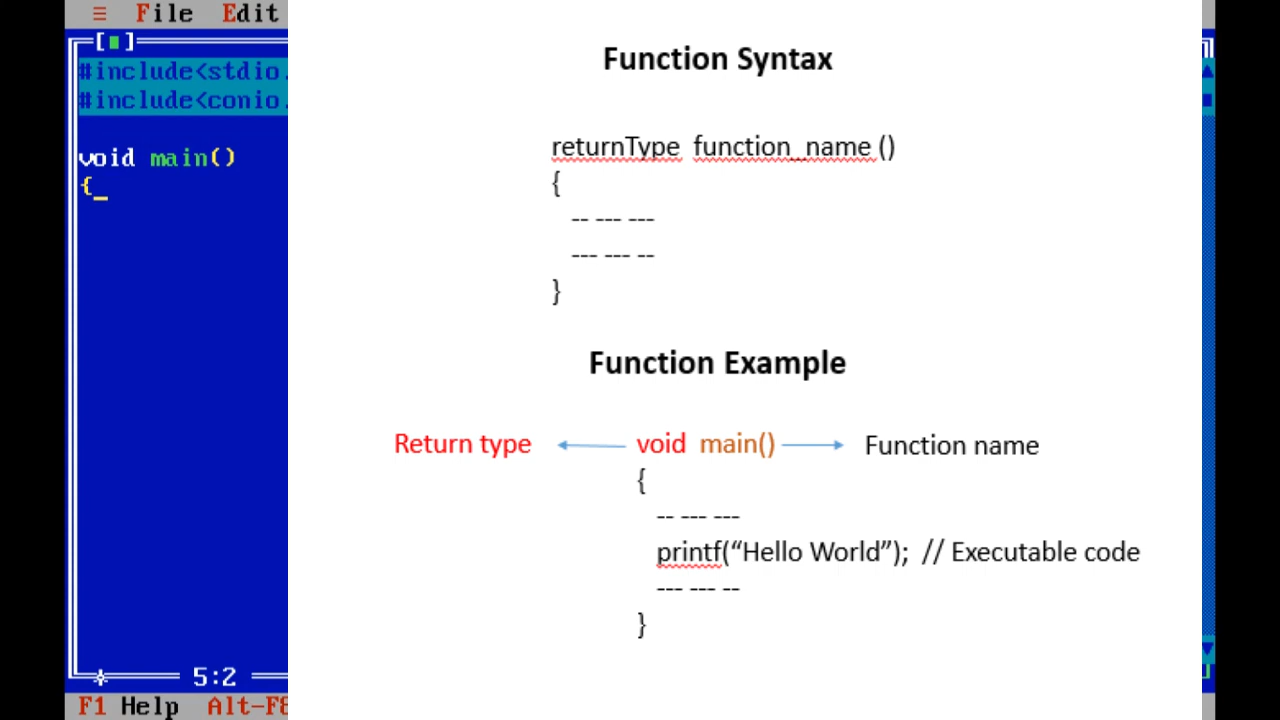 ≡ File Edit
[■]
#include<stdio.
#include<conio.
void main()
{_
5:2
F1 Help Alt-F8
Function Syntax
returnType function_name ()
{
-- --- ---
--- --- --
}
Function Example
Return type void main() Function name
{
-- --- ---
printf(“Hello World”); // Executable code
--- --- --
}